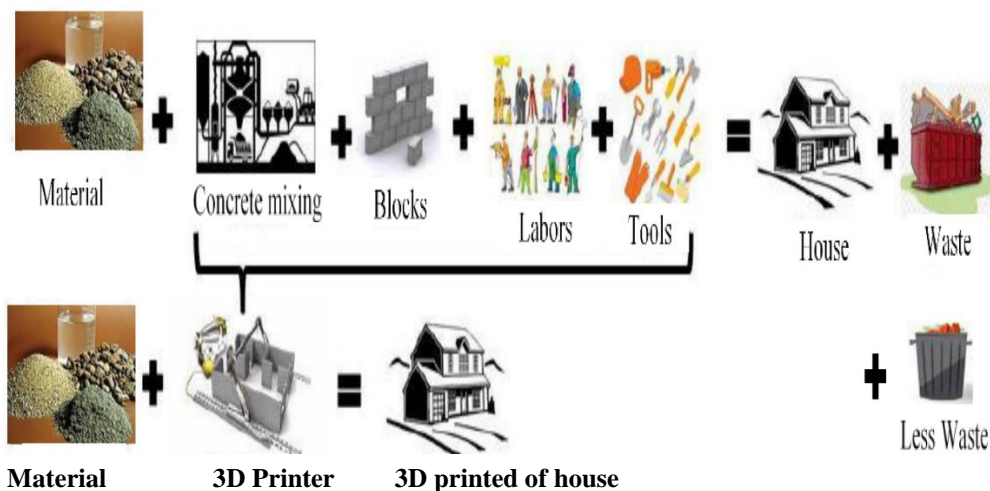 Material
Concrete mixing
Blocks
Labors
Tools
House
Waste
Less Waste
Material 3D Printer 3D printed of house